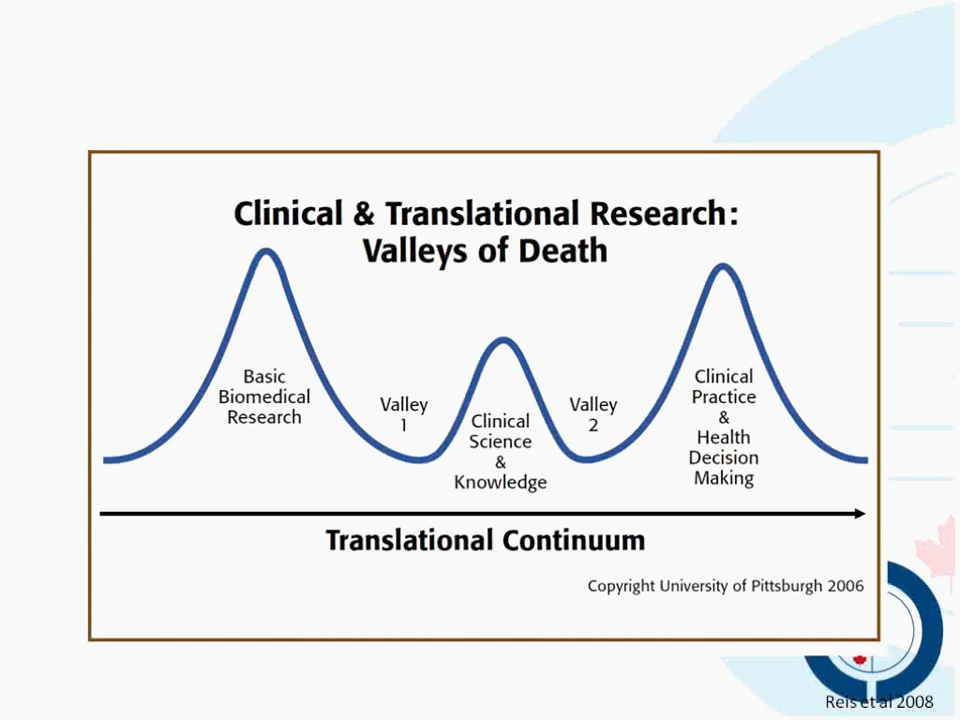 Clinical & Translational Research:
Valleys of Death
Basic
Biomedical
Research
Valley
1
Clinical
Science
&
Knowledge
Valley
2
Clinical
Practice
&
Health
Decision
Making
Translational Continuum
Copyright University of Pittsburgh 2006
Reis et al 2008